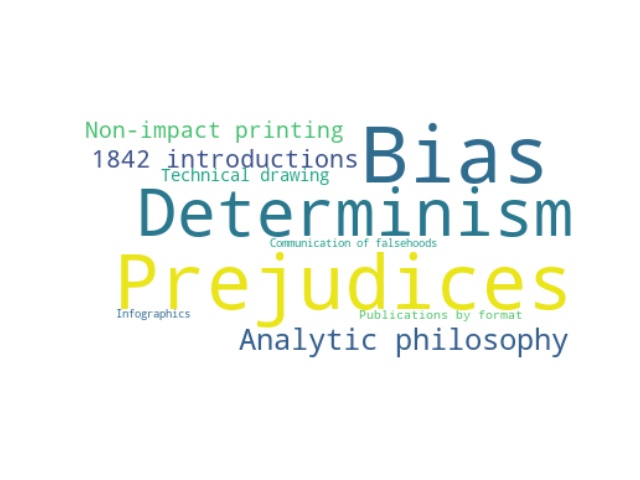 Non-impact printing
Bias
1842 introductions
Technical drawing
Determinism
Communication of falsehoods
Prejudices
Infographics
Publications by format
Analytic philosophy